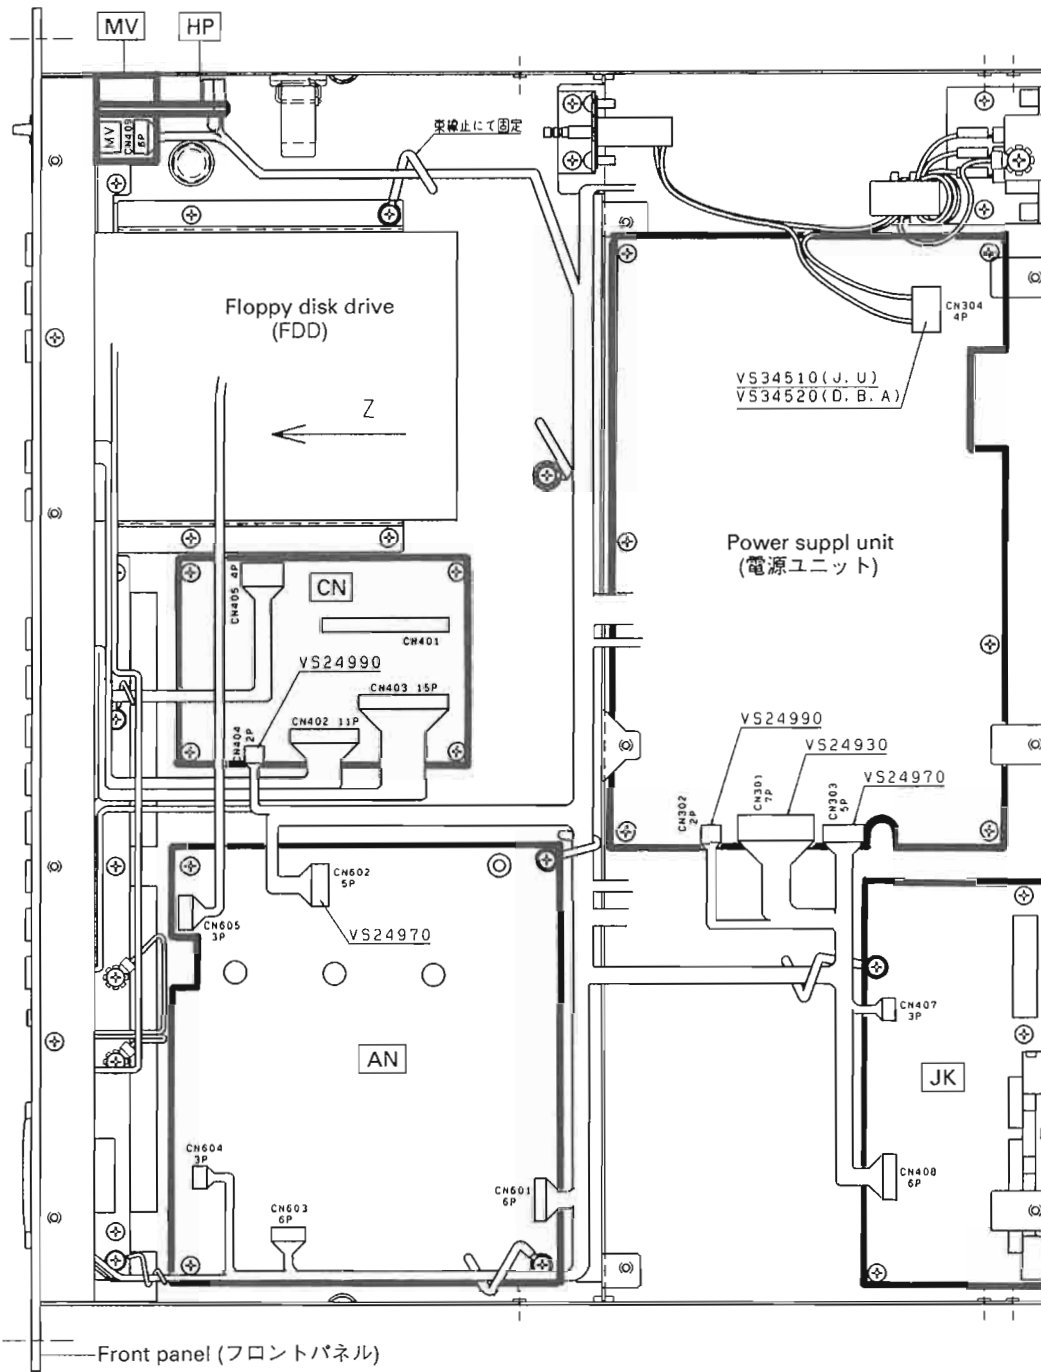 MV
HP
MV
CN409
6P
束線止にて固定
Floppy disk drive
(FDD)
CN304
4P
VS34510(J. U)
VS34520(D. B. A)
Z
Power suppl unit
(電源ユニット)
CN405 4P
CN
CN401
VS24990
CN403 15P
CN402 11P
CN404
2P
VS24990
VS24930
VS24970
CN302
2P
CN301
7P
CN303
5P
CN602
5P
VS24970
CN605
3P
CN407
3P
AN
JK
CN604
3P
CN603
6P
CN601
6P
CN408
6P
Front panel (フロントパネル)